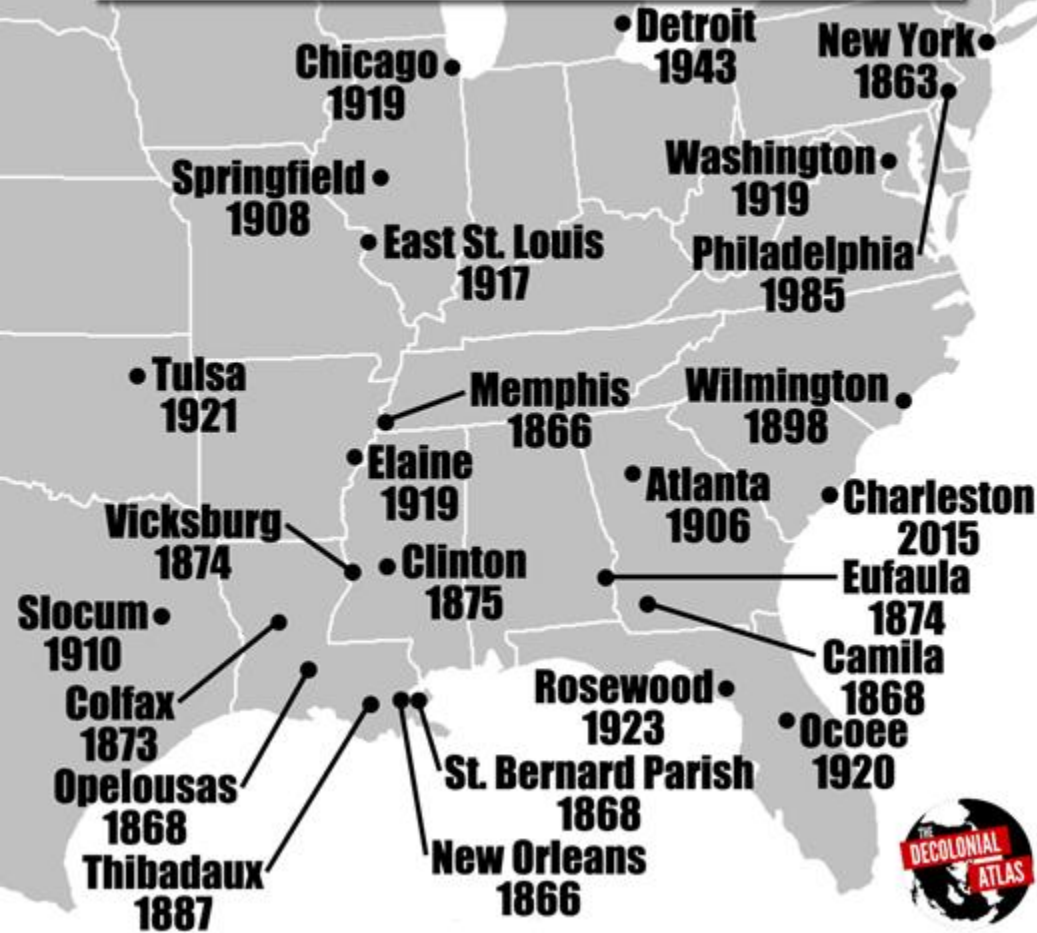 Detroit
1943
New York
1863
Chicago
1919
Washington
1919
Springfield
1908
East St. Louis
1917
Philadelphia
1985
Tulsa
1921
Memphis
1866
Wilmington
1898
Elaine
1919
Atlanta
1906
Charleston
2015
Vicksburg
1874
Clinton
1875
Eufaula
1874
Slocum
1910
Camila
1868
Colfax
1873
Rosewood
1923
Ocoee
1920
Opelousas
1868
St. Bernard Parish
1868
Thibadaux
1887
New Orleans
1866
THE
DECOLONIAL
ATLAS